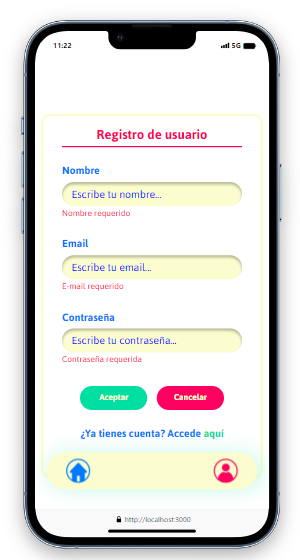 11:22
5G
Registro de usuario
Nombre
Escribe tu nombre...
Nombre requerido
Email
Escribe tu email...
E-mail requerido
Contraseña
Escribe tu contraseña...
Contraseña requerida
Aceptar Cancelar
¿Ya tienes cuenta? Accede aquí
http://localhost:3000